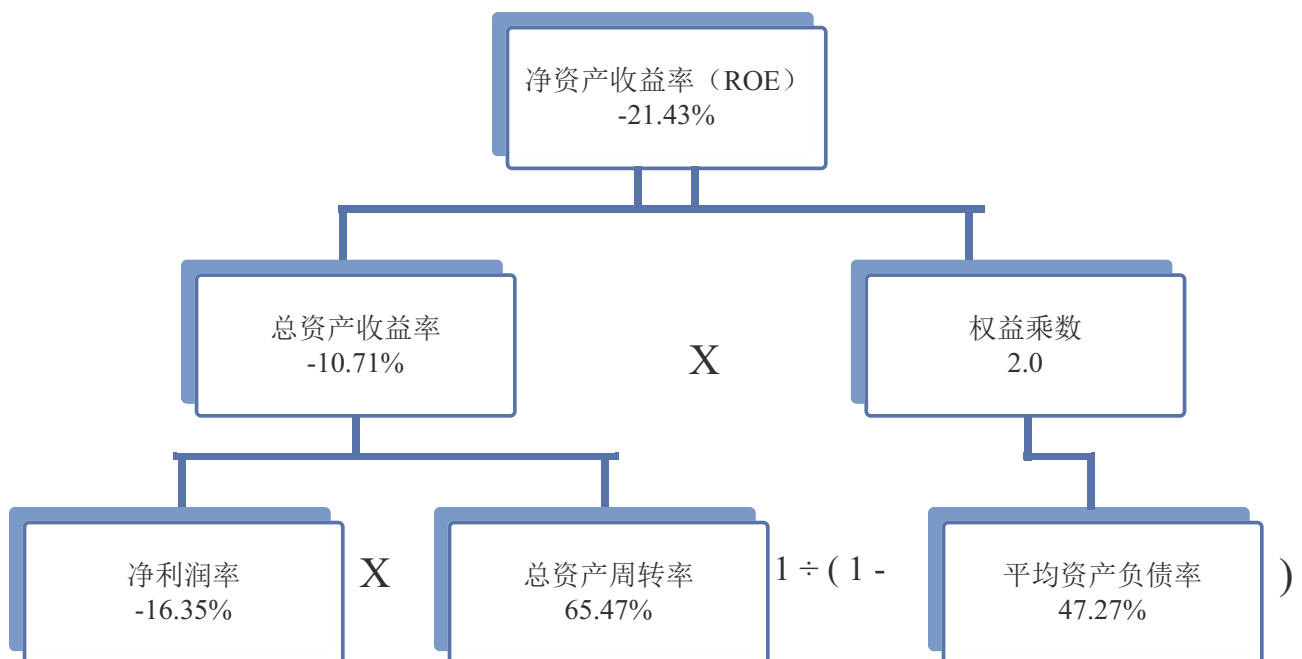 净资产收益率（ROE）
-21.43%
总资产收益率
-10.71%
X
权益乘数
2.0
净利润率
-16.35%
X
总资产周转率
65.47%
1 ÷ ( 1 -
平均资产负债率
47.27%
)